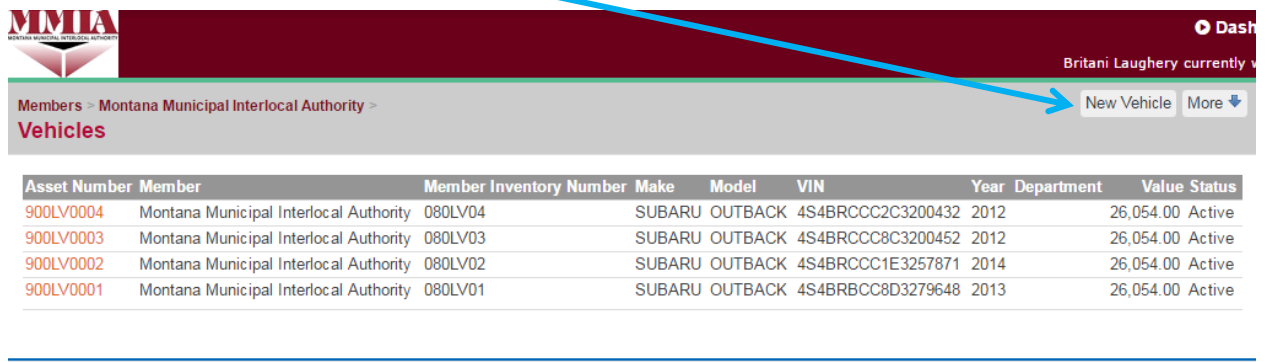 MMIA
MONTANA MUNICIPAL INTERLOCAL AUTHORITY
Dash
Britani Laughery currently w
Members > Montana Municipal Interlocal Authority >
New Vehicle More
Vehicles
Asset Number Member Member Inventory Number Make Model VIN Year Department Value Status
900LV0004 Montana Municipal Interlocal Authority 080LV04 SUBARU OUTBACK 4S4BRCCC2C3200432 2012 26,054.00 Active
900LV0003 Montana Municipal Interlocal Authority 080LV03 SUBARU OUTBACK 4S4BRCCC8C3200452 2012 26,054.00 Active
900LV0002 Montana Municipal Interlocal Authority 080LV02 SUBARU OUTBACK 4S4BRCCC1E3257871 2014 26,054.00 Active
900LV0001 Montana Municipal Interlocal Authority 080LV01 SUBARU OUTBACK 4S4BRBCC8D3279648 2013 26,054.00 Active